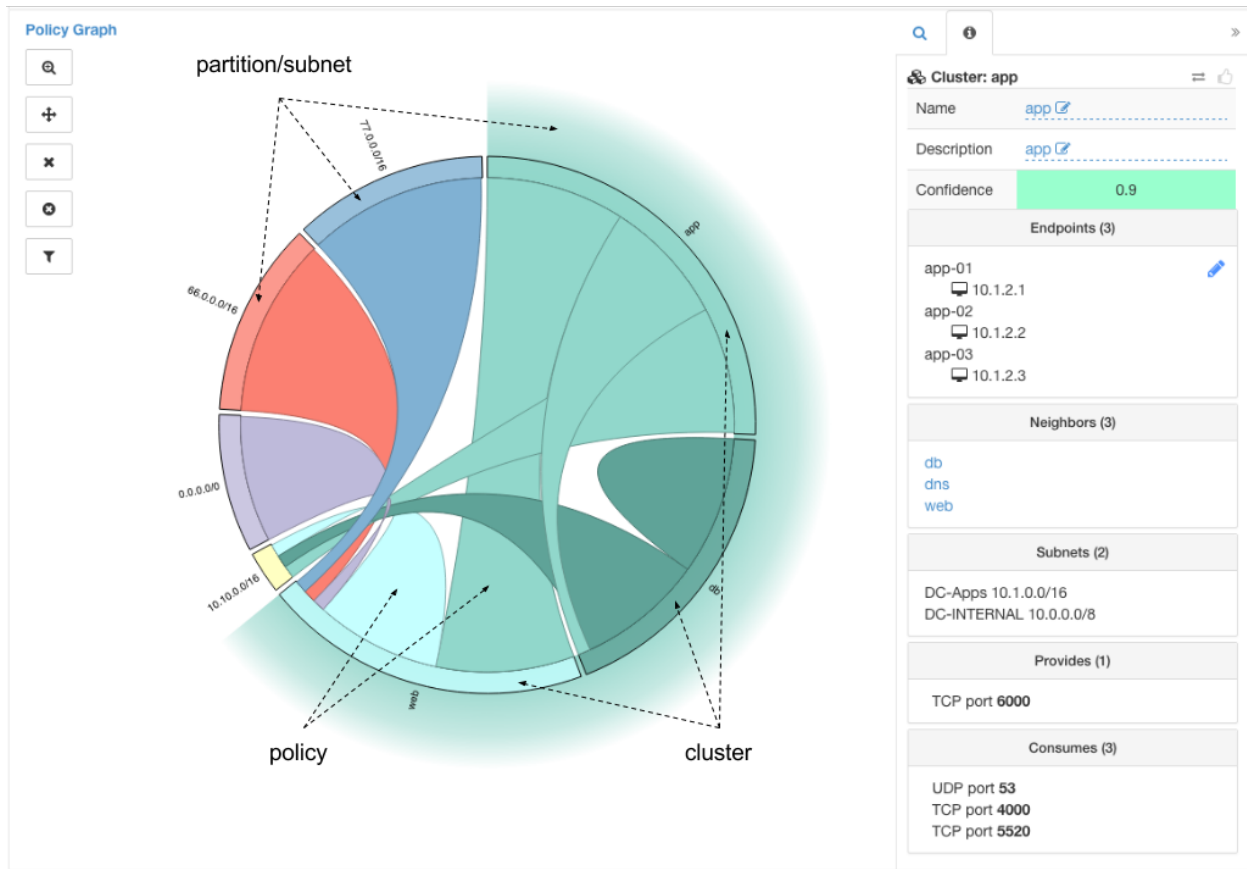 Policy Graph
partition/subnet
77.0.0.0/16
app
66.0.0.0/16
0.0.0.0/0
10.10.0.0/16
db
web
policy
cluster
»
Cluster: app
Name app
Description app
Confidence 0.9
Endpoints (3)
app-01
10.1.2.1
app-02
10.1.2.2
app-03
10.1.2.3
Neighbors (3)
db
dns
web
Subnets (2)
DC-Apps 10.1.0.0/16
DC-INTERNAL 10.0.0.0/8
Provides (1)
TCP port 6000
Consumes (3)
UDP port 53
TCP port 4000
TCP port 5520